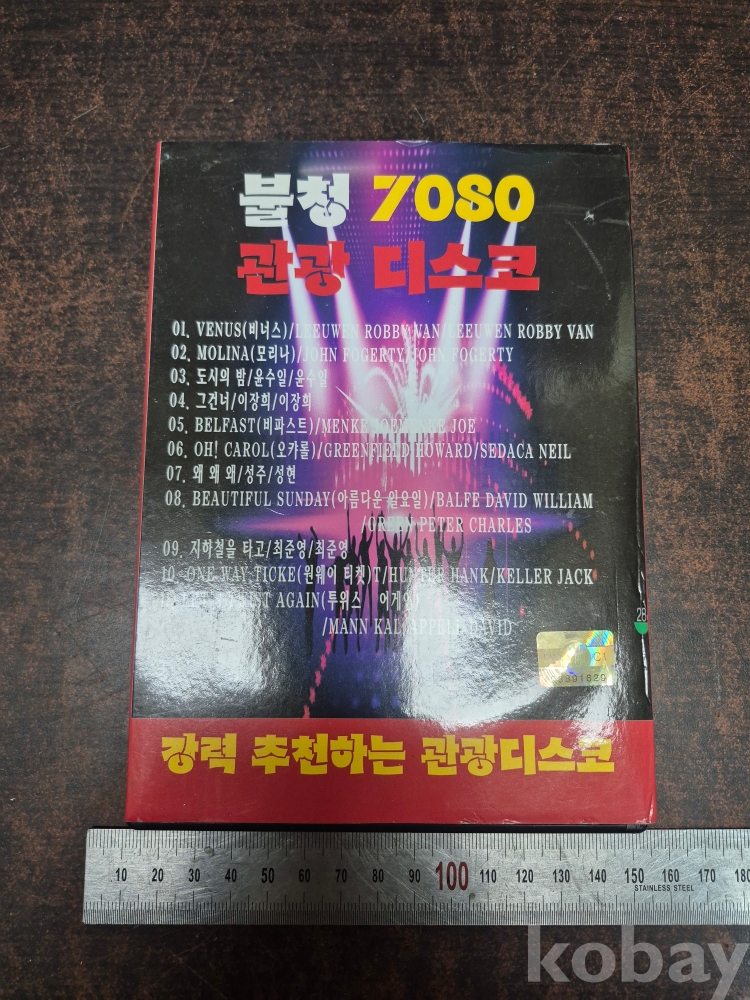 불청 7080
관광 디스코
01. VENUS(비너스)/LEEUWEN ROBBY VAN/LEEUWEN ROBBY VAN
02. MOLINA(모리나)/JOHN FOGERTY/JOHN FOGERTY
03. 도시의 밤/윤수일/윤수일
04. 그건너/이장희/이장희
05. BELFAST(비파스트)/MENKE JOE/MENKE JOE
06. OH! CAROL(오캬롤)/GREENFIELD HOWARD/SEDACA NEIL
07. 왜 왜 왜/성주/성현
08. BEAUTIFUL SUNDAY(아름다운 일요일)/BALFE DAVID WILLIAM
/GREEN PETER CHARLES
09. 지하철을 타고/최준영/최준영
10. ONE WAY TICKE(원웨이 티켓)T/HUNTER HANK/KELLER JACK
AGAIN(투위스 어게인)
/MANN KAL/APPELL DAVID
28
강력 추천하는 관광디스코
10 20 30 40 50 60 70 80 90 100 110 120 130 140 150 160 170 180
STAINLESS STEEL
kobay